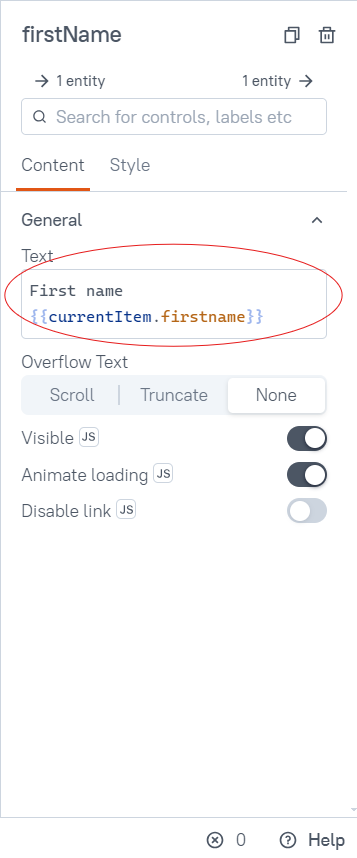 firstName
1 entity 1 entity
Search for controls, labels etc
Content Style
General
Text
First name
{{currentItem.firstname}}
Overflow Text
Scroll Truncate None
Visible JS
Animate loading JS
Disable link JS
0 Help